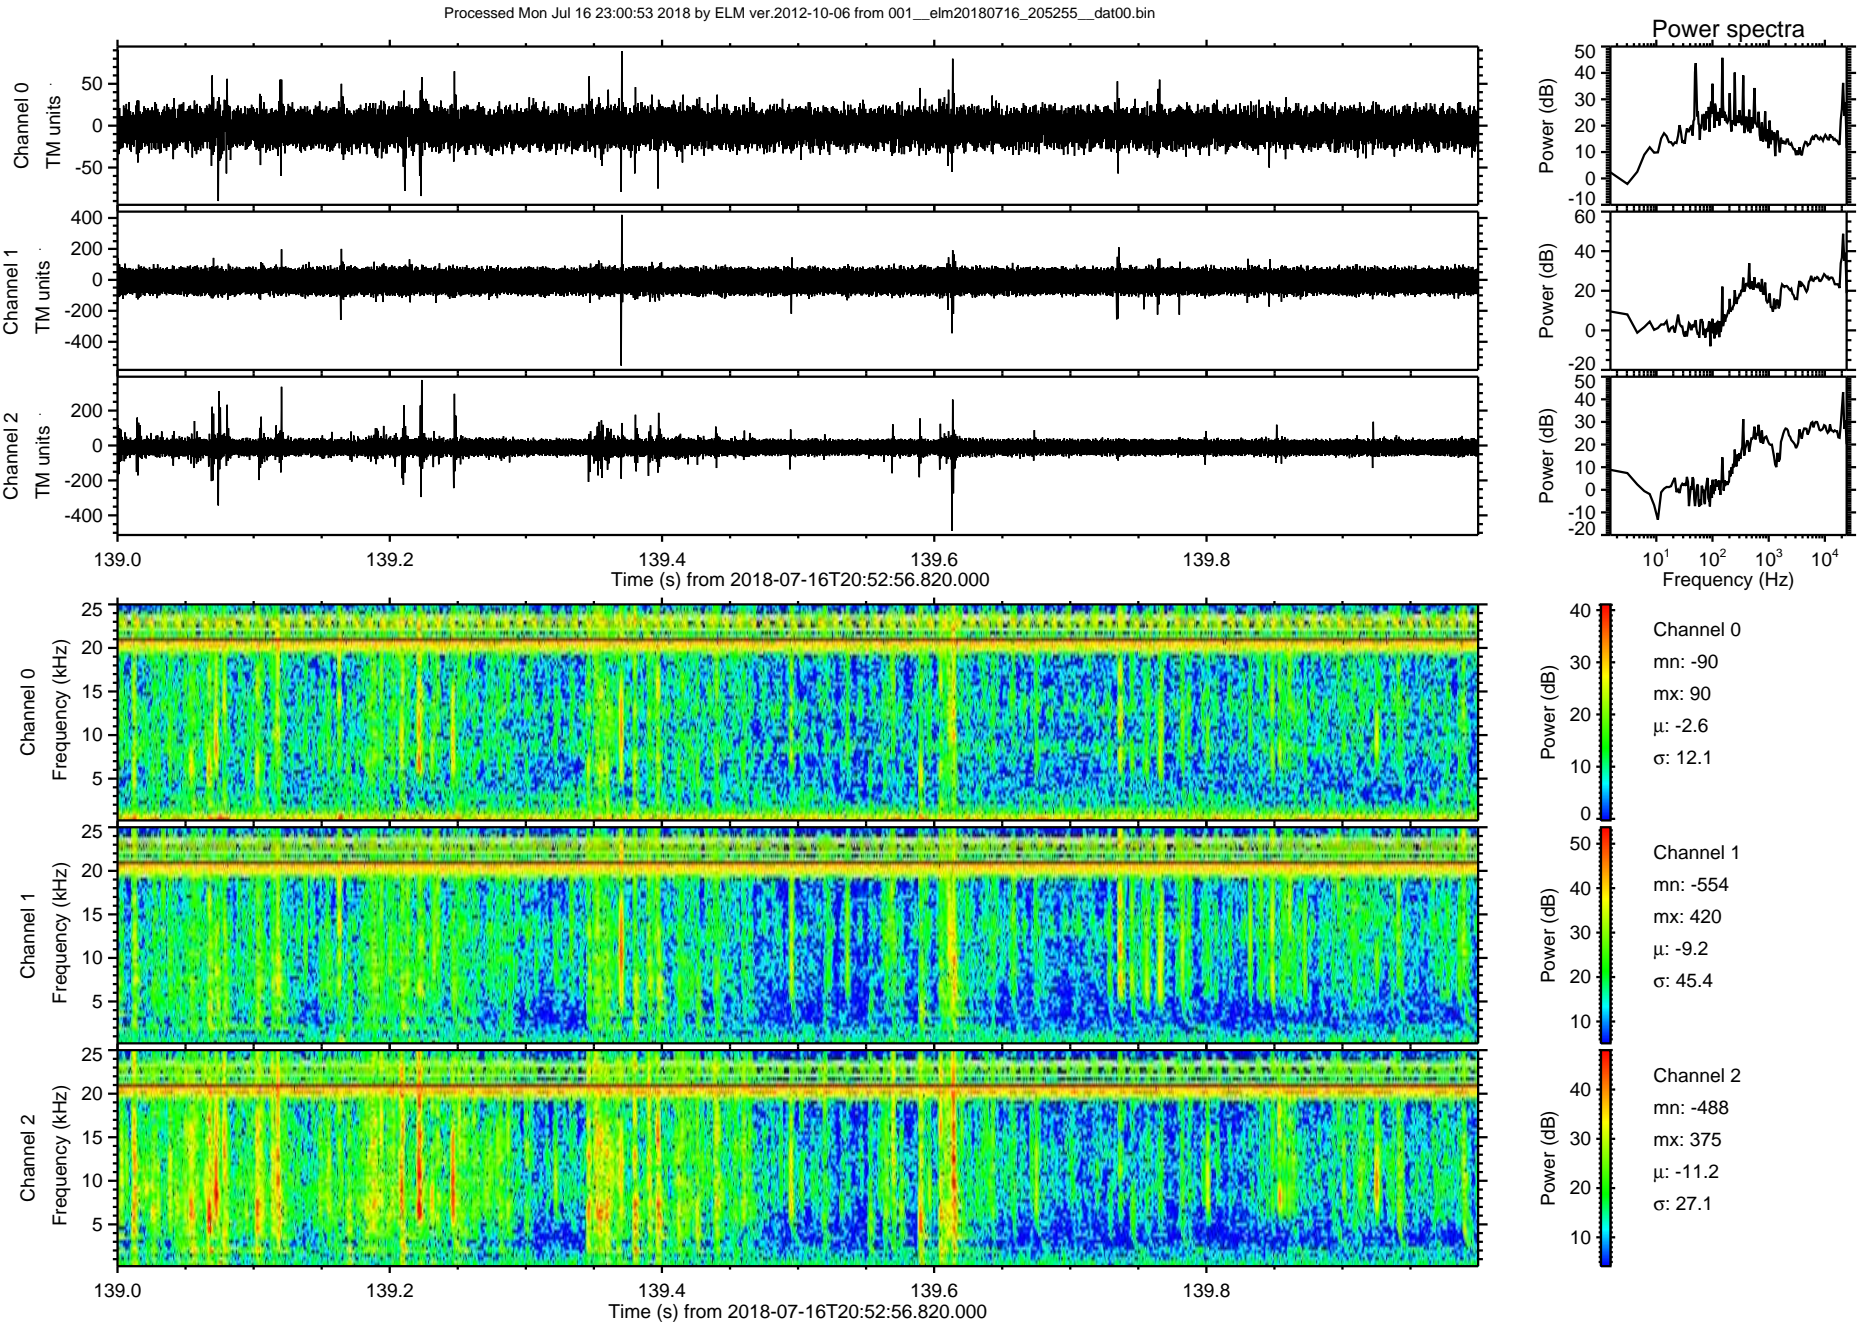 Processed Mon Jul 16 23:00:53 2018 by ELM ver.2012-10-06 from 001__elm20180716_205255__dat00.bin
Power spectra
Channel 0
TM units
50
0
-50
Power (dB)
50
40
30
20
10
0
-10
Channel 1
TM units
400
200
0
-200
-400
Power (dB)
60
40
20
0
-20
Channel 2
TM units
200
0
-200
-400
Power (dB)
50
40
30
20
10
0
-10
-20
139.0 139.2 139.4 139.6 139.8
Time (s) from 2018-07-16T20:52:56.820.000
10¹ 10² 10³ 10⁴
Frequency (Hz)
Channel 0
Frequency (kHz)
25
20
15
10
5
Power (dB)
40
30
20
10
0
Channel 0
mn: -90
mx: 90
μ: -2.6
σ: 12.1
Channel 1
Frequency (kHz)
25
20
15
10
5
Power (dB)
50
40
30
20
10
Channel 1
mn: -554
mx: 420
μ: -9.2
σ: 45.4
Channel 2
Frequency (kHz)
25
20
15
10
5
Power (dB)
40
30
20
10
Channel 2
mn: -488
mx: 375
μ: -11.2
σ: 27.1
139.0 139.2 139.4 139.6 139.8
Time (s) from 2018-07-16T20:52:56.820.000